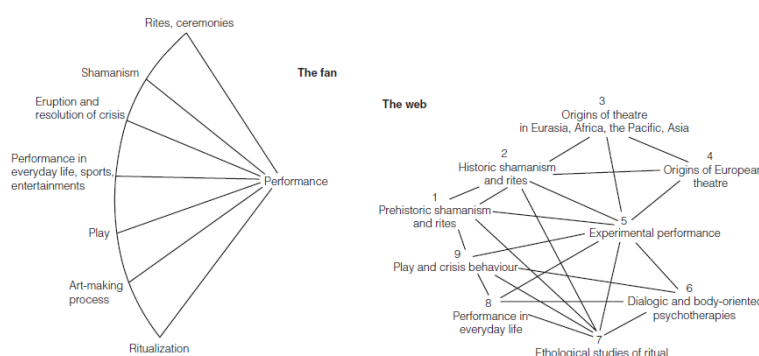 Rites, ceremonies
Shamanism
The fan
Eruption and
resolution of crisis
Performance in
everyday life, sports,
entertainments
Performance
Play
Art-making
process
Ritualization
The web
3
Origins of theatre
in Eurasia, Africa, the Pacific, Asia
2
Historic shamanism
and rites
4
Origins of European
theatre
1
Prehistoric shamanism
and rites
5
Experimental performance
9
Play and crisis behaviour
6
Dialogic and body-oriented
psychotherapies
8
Performance in
everyday life
7
Ethological studies of ritual